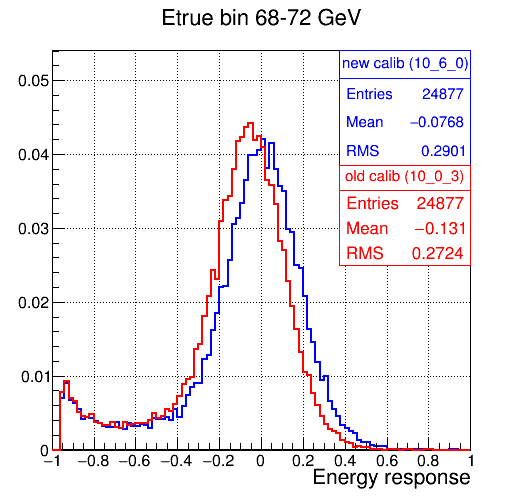 Etrue bin 68-72 GeV
new calib (10_6_0)
Entries 24877
Mean −0.0768
RMS 0.2901
old calib (10_0_3)
Entries 24877
Mean −0.131
RMS 0.2724
0.05
0.04
0.03
0.02
0.01
0
−1 −0.8 −0.6 −0.4 −0.2 0 0.2 0.4 0.6 0.8 1
Energy response